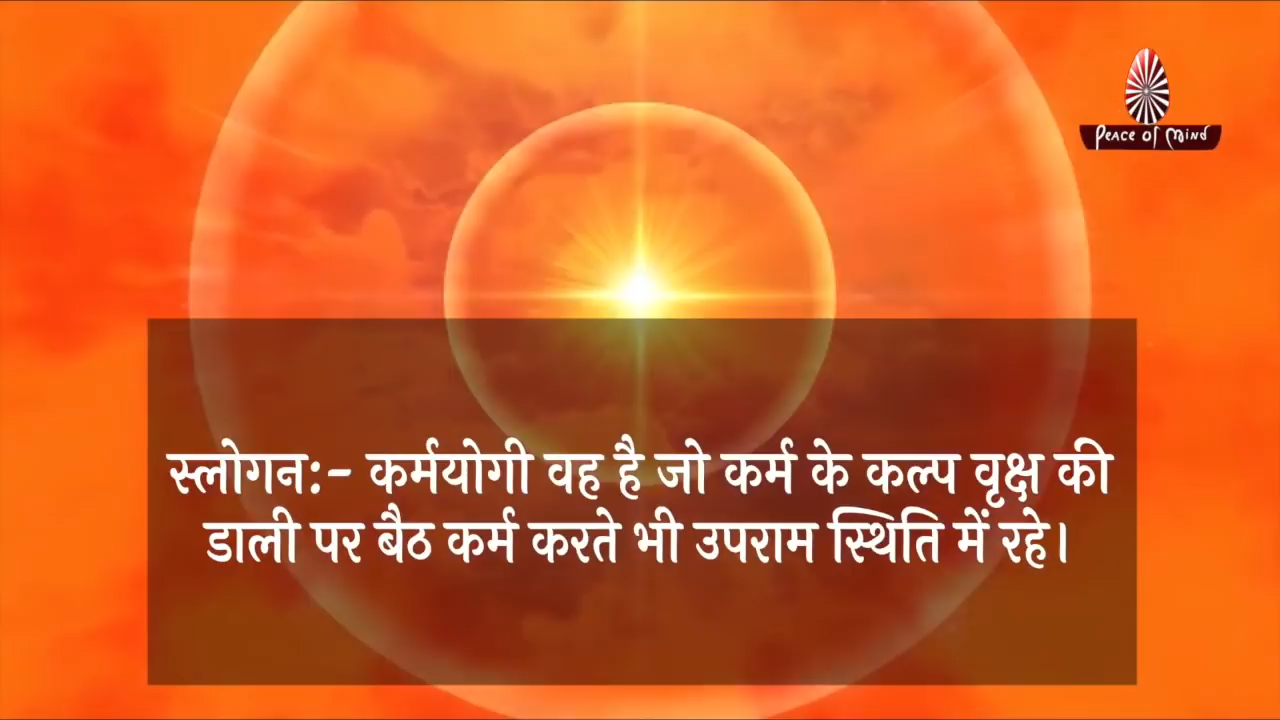 Peace of Mind
स्लोगन:- कर्मयोगी वह है जो कर्म के कल्प वृक्ष की
डाली पर बैठ कर्म करते भी उपराम स्थिति में रहे।